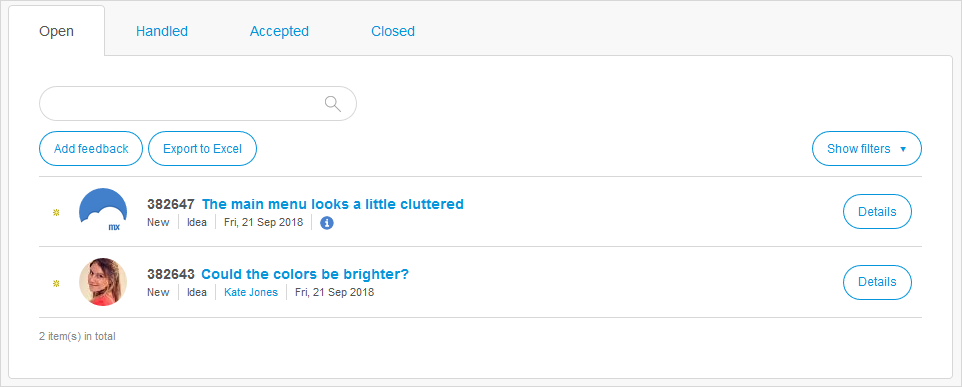 Open Handled Accepted Closed
Add feedback Export to Excel Show filters ▼
mx
382647 The main menu looks a little cluttered
New Idea Fri, 21 Sep 2018 i
Details
382643 Could the colors be brighter?
New Idea Kate Jones Fri, 21 Sep 2018
Details
2 item(s) in total